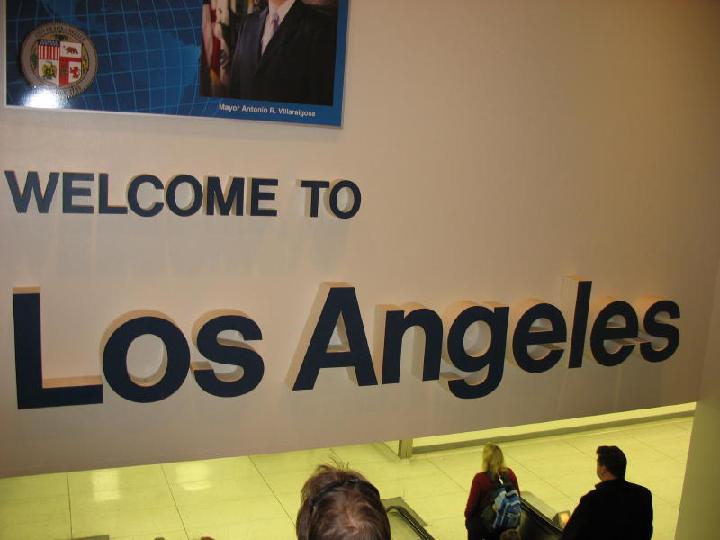 Mayor Antonio R. Villaraigosa
WELCOME TO
Los Angeles